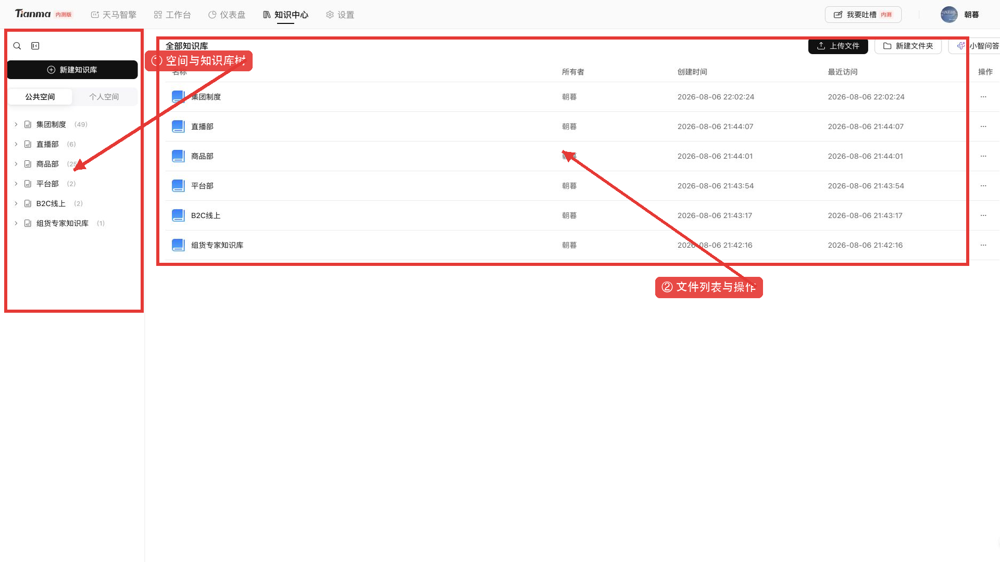 Tianma 内测版 天马智擎 工作台 仪表盘 知识中心 设置 我要吐槽 内测 朝暮
全部知识库 上传文件 新建文件夹 小智问答
① 空间与知识库树
新建知识库
公共空间 个人空间
集团制度 (49)
直播部 (6)
商品部 (25
平台部 (2)
B2C线上 (2)
组货专家知识库 (1)
名称 所有者 创建时间 最近访问 操作
集团制度 朝暮 2026-08-06 22:02:24 2026-08-06 22:02:24 ...
直播部 朝暮 2026-08-06 21:44:07 2026-08-06 21:44:07 ...
商品部 朝暮 2026-08-06 21:44:01 2026-08-06 21:44:01 ...
平台部 朝暮 2026-08-06 21:43:54 2026-08-06 21:43:54 ...
B2C线上 朝暮 2026-08-06 21:43:17 2026-08-06 21:43:17 ...
组货专家知识库 朝暮 2026-08-06 21:42:16 2026-08-06 21:42:16 ...
② 文件列表与操作